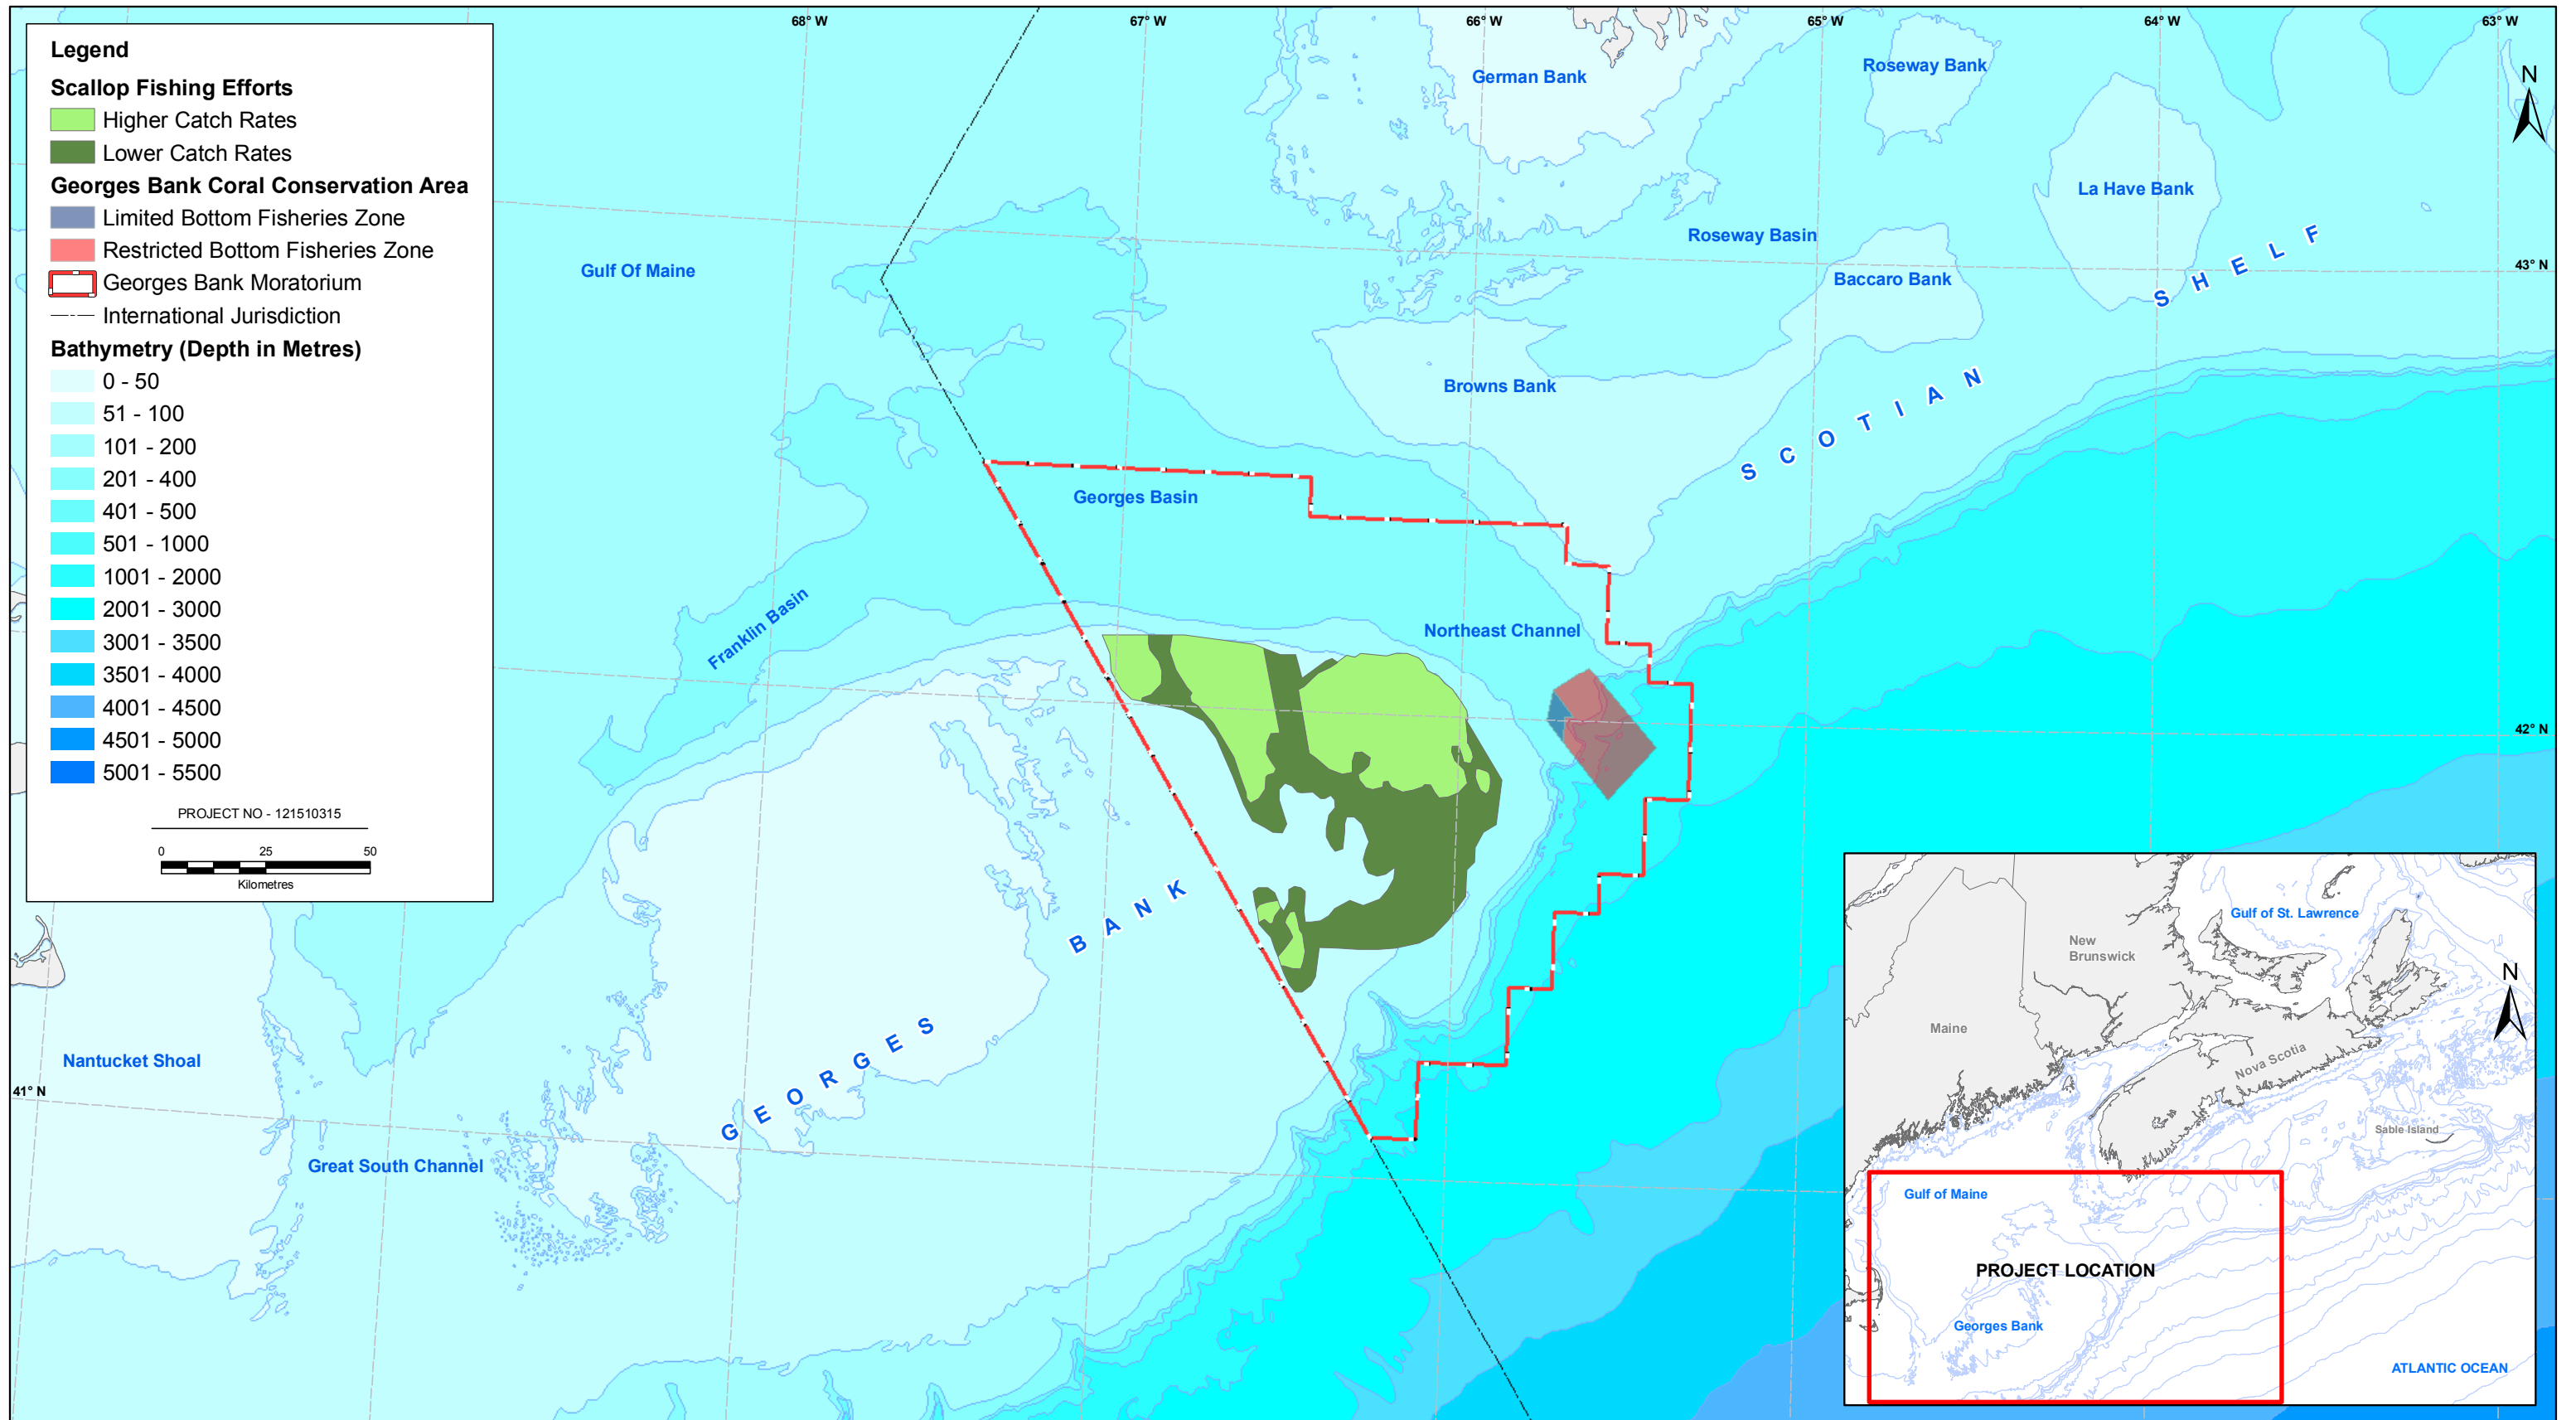 68° W
67° W
66° W
65° W
64° W
63° W
Legend
Scallop Fishing Efforts
Higher Catch Rates
Lower Catch Rates
Georges Bank Coral Conservation Area
Limited Bottom Fisheries Zone
Restricted Bottom Fisheries Zone
Georges Bank Moratorium
International Jurisdiction
Bathymetry (Depth in Metres)
0 - 50
51 - 100
101 - 200
201 - 400
401 - 500
501 - 1000
1001 - 2000
2001 - 3000
3001 - 3500
3501 - 4000
4001 - 4500
4501 - 5000
5001 - 5500
PROJECT NO - 121510315
0 25 50
Kilometres
German Bank
Roseway Bank
N
La Have Bank
Roseway Basin
Gulf Of Maine
Baccaro Bank
43° N
SCOTIAN SHELF
Browns Bank
Georges Basin
Franklin Basin
Northeast Channel
42° N
GEORGES BANK
Nantucket Shoal
41° N
Great South Channel
Gulf of St. Lawrence
New
Brunswick
N
Maine
Nova Scotia
Sable Island
Gulf of Maine
PROJECT LOCATION
Georges Bank
ATLANTIC OCEAN